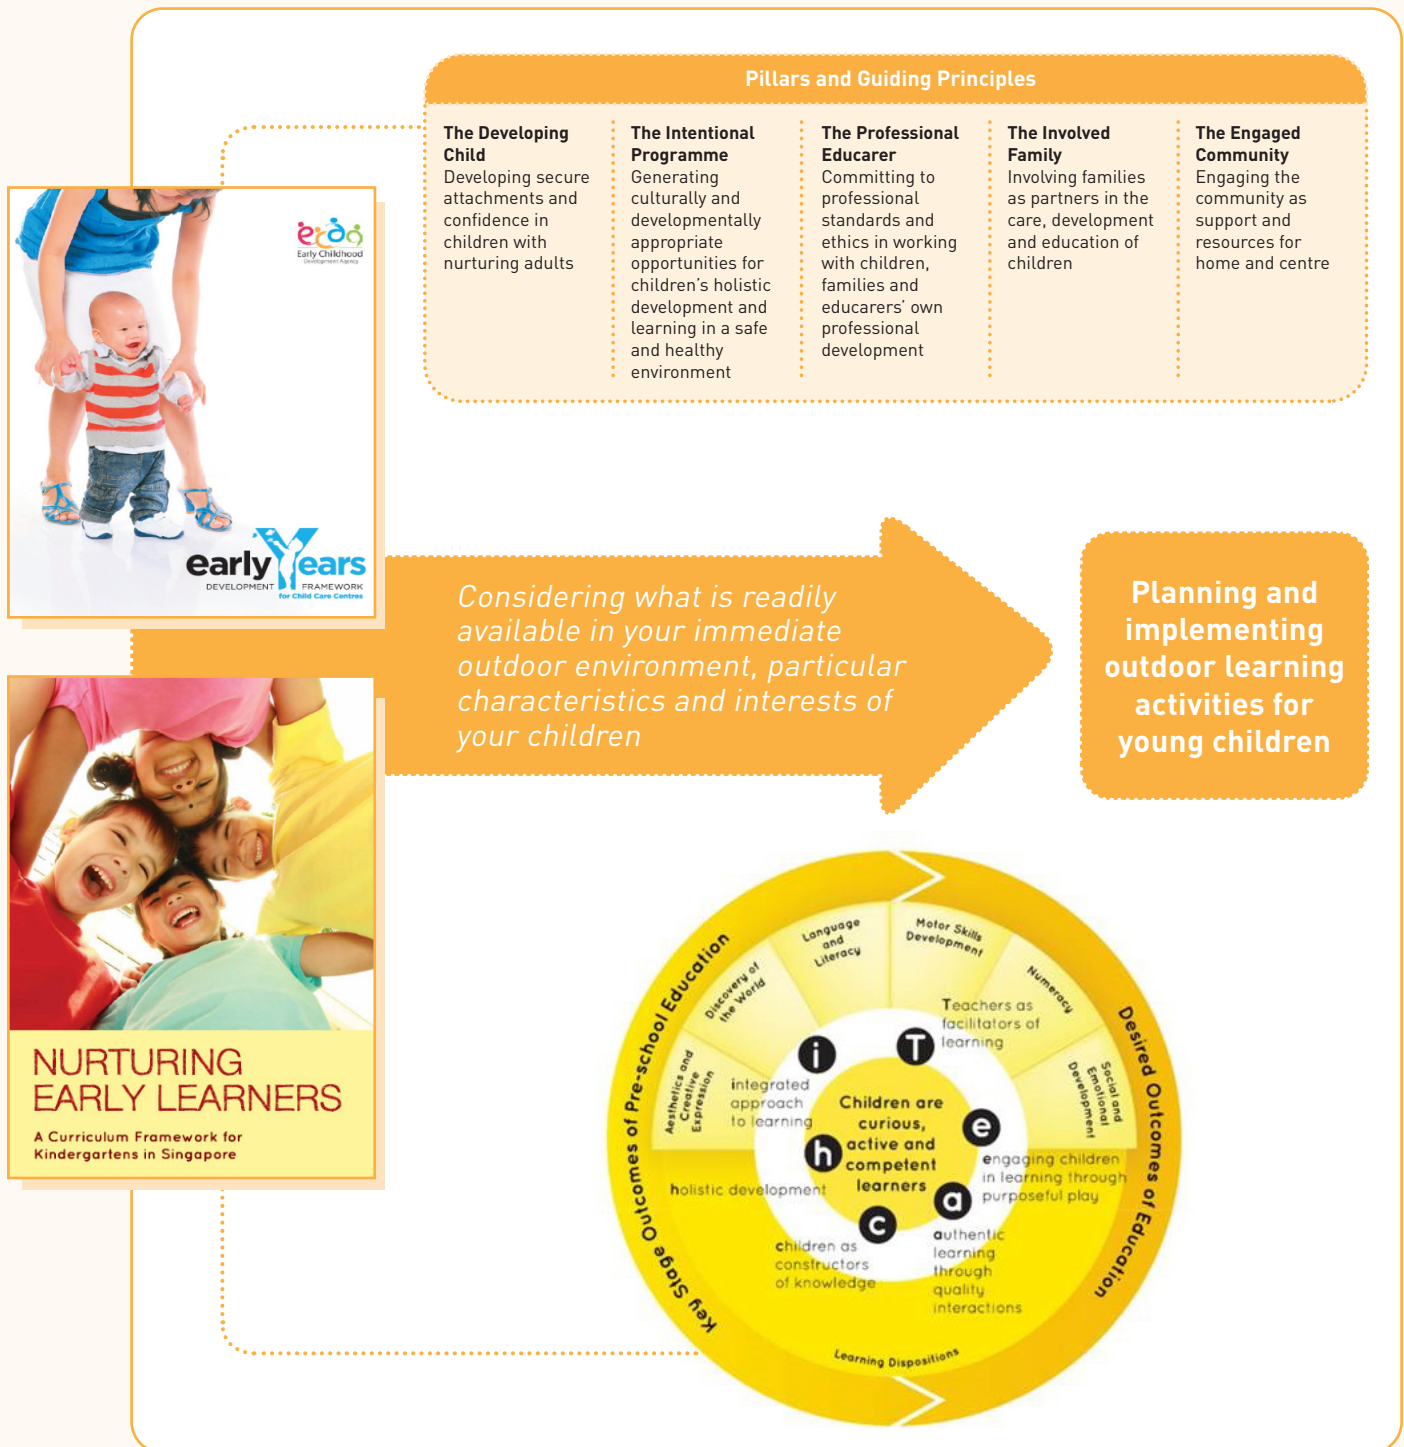 Pillars and Guiding Principles
The Developing
Child
Developing secure
attachments and
confidence in
children with
nurturing adults
The Intentional
Programme
Generating
culturally and
developmentally
appropriate
opportunities for
children's holistic
development and
learning in a safe
and healthy
environment
The Professional
Educarer
Committing to
professional
standards and
ethics in working
with children,
families and
educarers' own
professional
development
The Involved
Family
Involving families
as partners in the
care, development
and education of
children
The Engaged
Community
Engaging the
community as
support and
resources for
home and centre
ecda
Early Childhood
Development Agency
early Years
DEVELOPMENT FRAMEWORK
for Child Care Centres
Considering what is readily
available in your immediate
outdoor environment, particular
characteristics and interests of
your children
Planning and
implementing
outdoor learning
activities for
young children
NURTURING
EARLY LEARNERS
A Curriculum Framework for
Kindergartens in Singapore
Key Stage Outcomes of Pre-school Education
Desired Outcomes of Education
Aesthetics and
Creative
Expression
Discovery of
the World
Language
and
Literacy
Motor Skills
Development
Numeracy
Social and
Emotional
Development
i
integrated
approach
to learning
T
Teachers as
facilitators of
learning
e
engaging children
in learning through
purposeful play
a
authentic
learning
through
quality
interactions
c
children as
constructors
of knowledge
h
holistic development
Children are
curious,
active and
competent
learners
Learning Dispositions